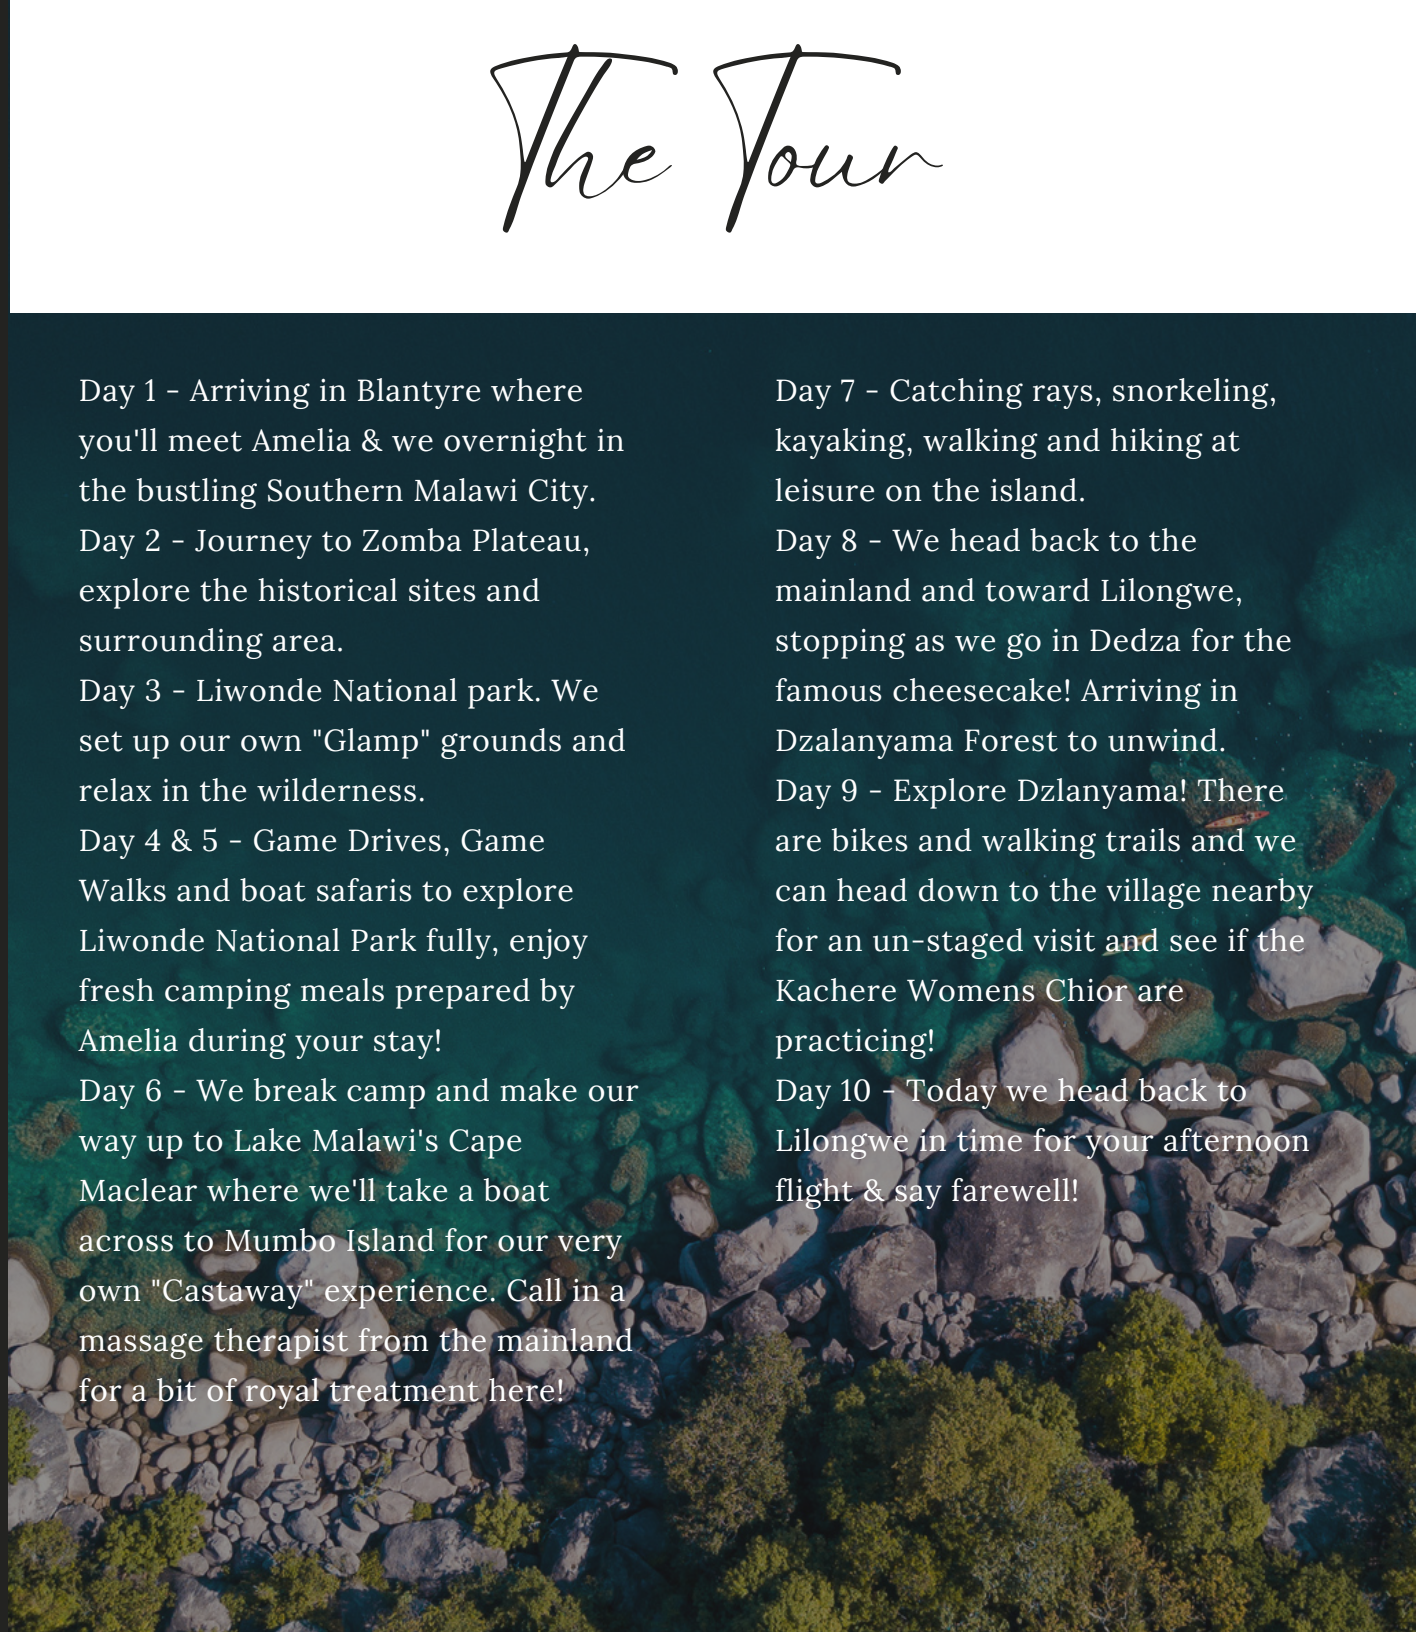 The Tour
Day 1 - Arriving in Blantyre where
you'll meet Amelia & we overnight in
the bustling Southern Malawi City.
Day 2 - Journey to Zomba Plateau,
explore the historical sites and
surrounding area.
Day 3 - Liwonde National park. We
set up our own "Glamp" grounds and
relax in the wilderness.
Day 4 & 5 - Game Drives, Game
Walks and boat safaris to explore
Liwonde National Park fully, enjoy
fresh camping meals prepared by
Amelia during your stay!
Day 6 - We break camp and make our
way up to Lake Malawi's Cape
Maclear where we'll take a boat
across to Mumbo Island for our very
own "Castaway" experience. Call in a
massage therapist from the mainland
for a bit of royal treatment here!
Day 7 - Catching rays, snorkeling,
kayaking, walking and hiking at
leisure on the island.
Day 8 - We head back to the
mainland and toward Lilongwe,
stopping as we go in Dedza for the
famous cheesecake! Arriving in
Dzalanyama Forest to unwind.
Day 9 - Explore Dzlanyama! There
are bikes and walking trails and we
can head down to the village nearby
for an un-staged visit and see if the
Kachere Womens Chior are
practicing!
Day 10 - Today we head back to
Lilongwe in time for your afternoon
flight & say farewell!